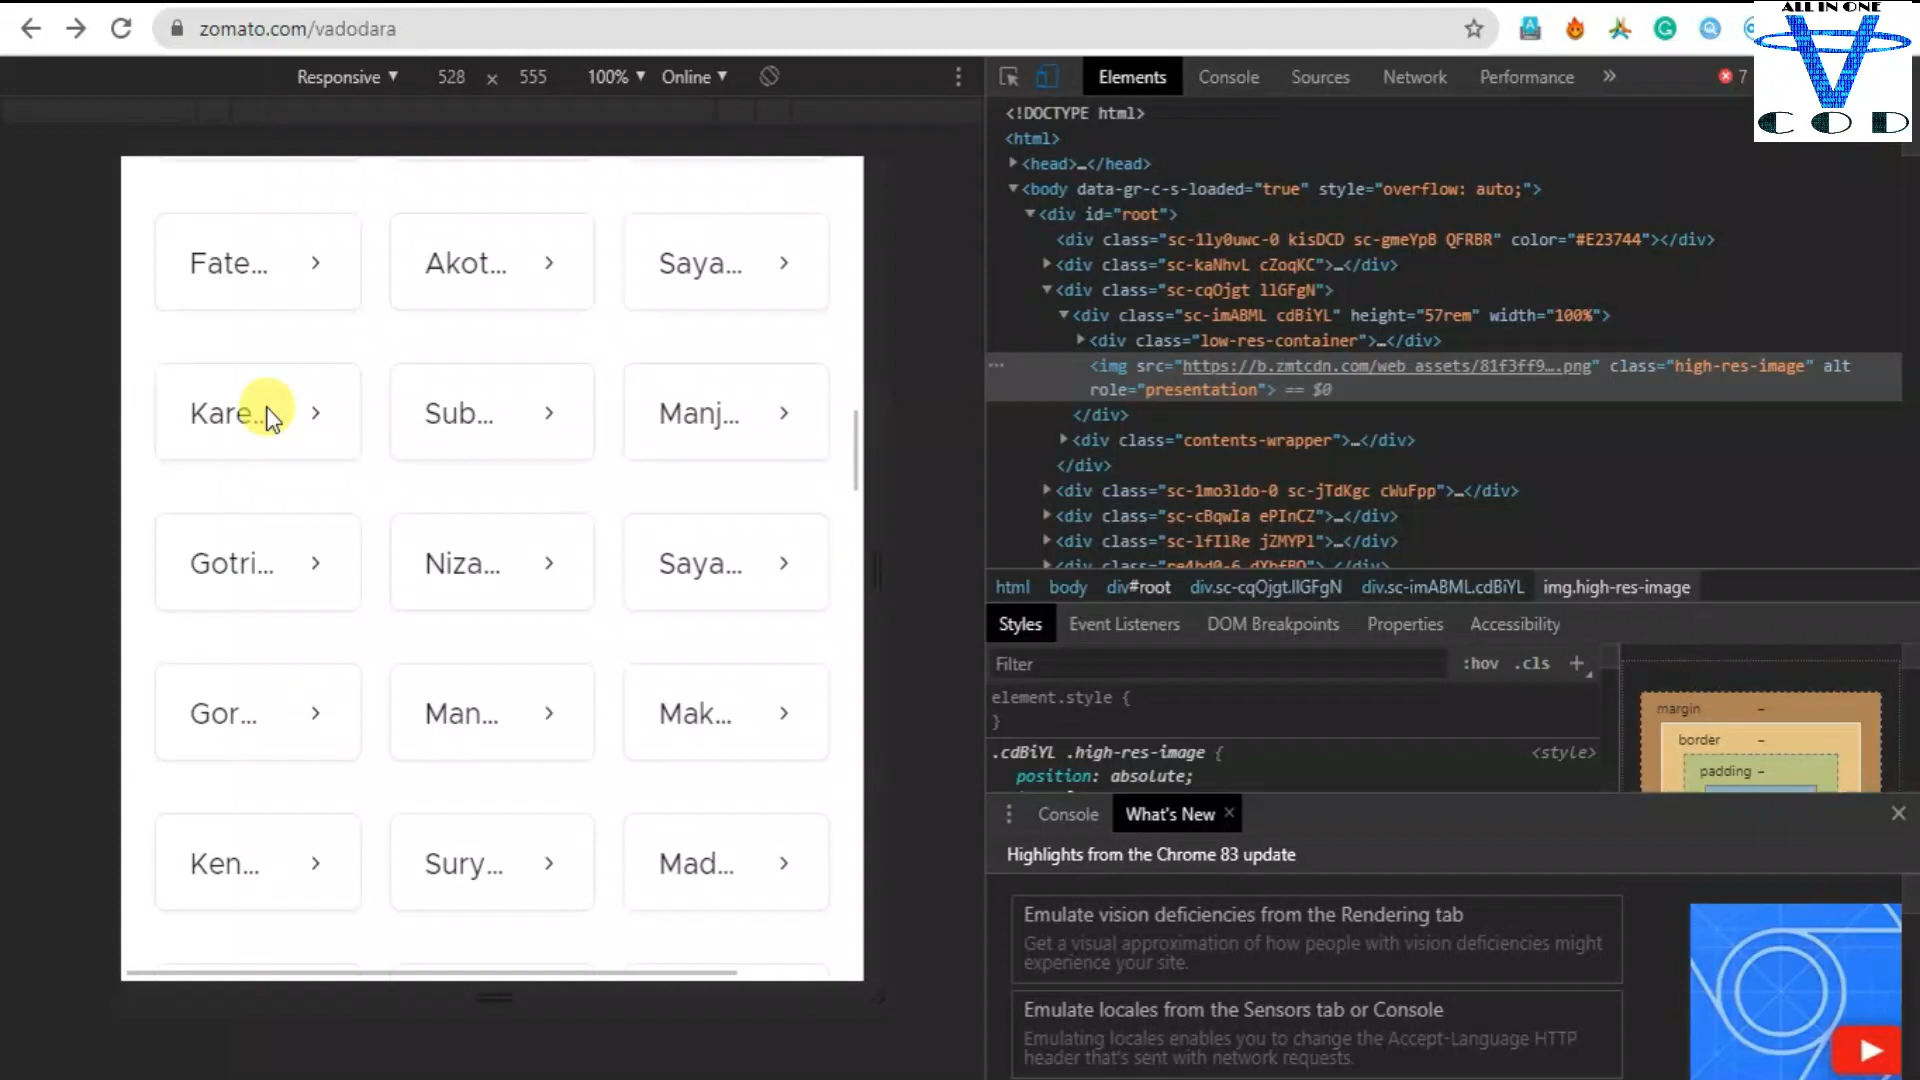 zomato.com/vadodara
ALL IN ONE
V
COD
Responsive ▼ 528 x 555 100% ▼ Online ▼
Elements Console Sources Network Performance » 7
Fate... >
Akot... >
Saya... >
Kare... >
Sub... >
Manj... >
Gotri... >
Niza... >
Saya... >
Gor... >
Man... >
Mak... >
Ken... >
Sury... >
Mad... >
<!DOCTYPE html>
<html>
▶<head>…</head>
▼<body data-gr-c-s-loaded="true" style="overflow: auto;">
▼<div id="root">
<div class="sc-1ly0uwc-0 kisDCD sc-gmeYpB QFRBR" color="#E23744"></div>
▶<div class="sc-kaNhvL cZoqKC">…</div>
▼<div class="sc-cqOjgt llGFgN">
▼<div class="sc-imABML cdBiYL" height="57rem" width="100%">
▶<div class="low-res-container">…</div>
<img src="https://b.zmtcdn.com/web_assets/81f3ff9….png" class="high-res-image" alt
role="presentation"> == $0
</div>
▶<div class="contents-wrapper">…</div>
</div>
▶<div class="sc-1mo3ldo-0 sc-jTdKgc cWuFpp">…</div>
▶<div class="sc-cBqwIa ePInCZ">…</div>
▶<div class="sc-lfIlRe jZMYPl">…</div>
html body div#root div.sc-cqOjgt.llGFgN div.sc-imABML.cdBiYL img.high-res-image
Styles Event Listeners DOM Breakpoints Properties Accessibility
Filter :hov .cls +
element.style {
}
.cdBiYL .high-res-image { <style>
position: absolute;
margin –
border –
padding –
Console What's New ×
Highlights from the Chrome 83 update
Emulate vision deficiencies from the Rendering tab
Get a visual approximation of how people with vision deficiencies might
experience your site.
Emulate locales from the Sensors tab or Console
Emulating locales enables you to change the Accept-Language HTTP
header that's sent with network requests.